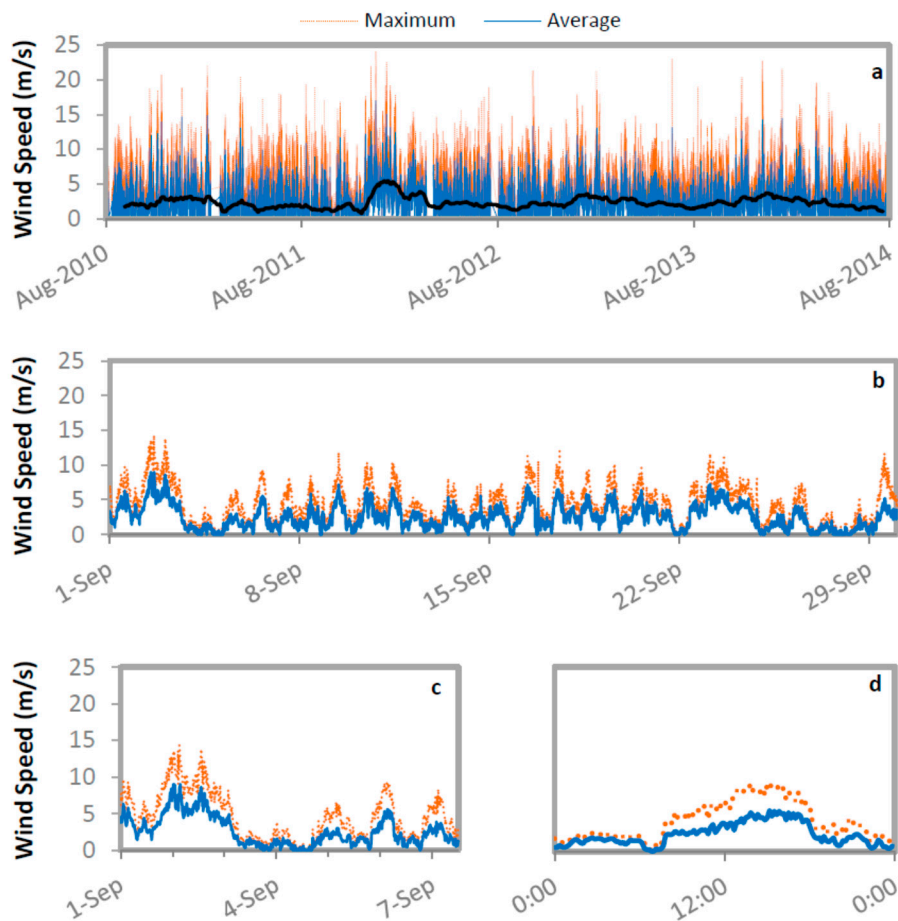 Maximum Average
Wind Speed (m/s)
25
20
15
10
5
0
a
Aug-2010 Aug-2011 Aug-2012 Aug-2013 Aug-2014
Wind Speed (m/s)
25
20
15
10
5
0
b
1-Sep 8-Sep 15-Sep 22-Sep 29-Sep
Wind Speed (m/s)
25
20
15
10
5
0
c
1-Sep 4-Sep 7-Sep
d
0:00 12:00 0:00